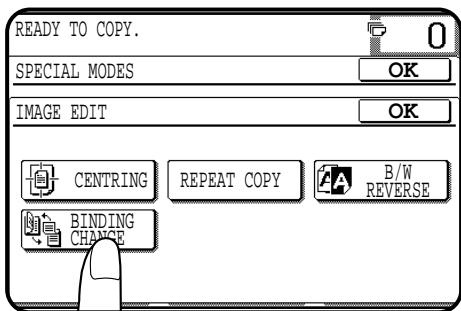 READY TO COPY. 0
SPECIAL MODES OK
IMAGE EDIT OK
CENTRING REPEAT COPY B/W REVERSE
BINDING CHANGE